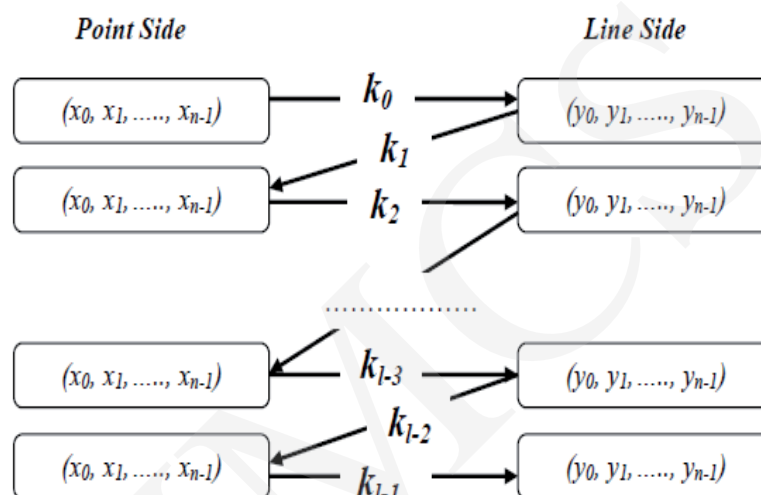 Point Side Line Side
(x0, x1, ....., xn-1) k0 (y0, y1, ....., yn-1)
k1
(x0, x1, ....., xn-1) k2 (y0, y1, ....., yn-1)
..................
(x0, x1, ....., xn-1) kl-3 (y0, y1, ....., yn-1)
kl-2
(x0, x1, ....., xn-1) kl-1 (y0, y1, ....., yn-1)